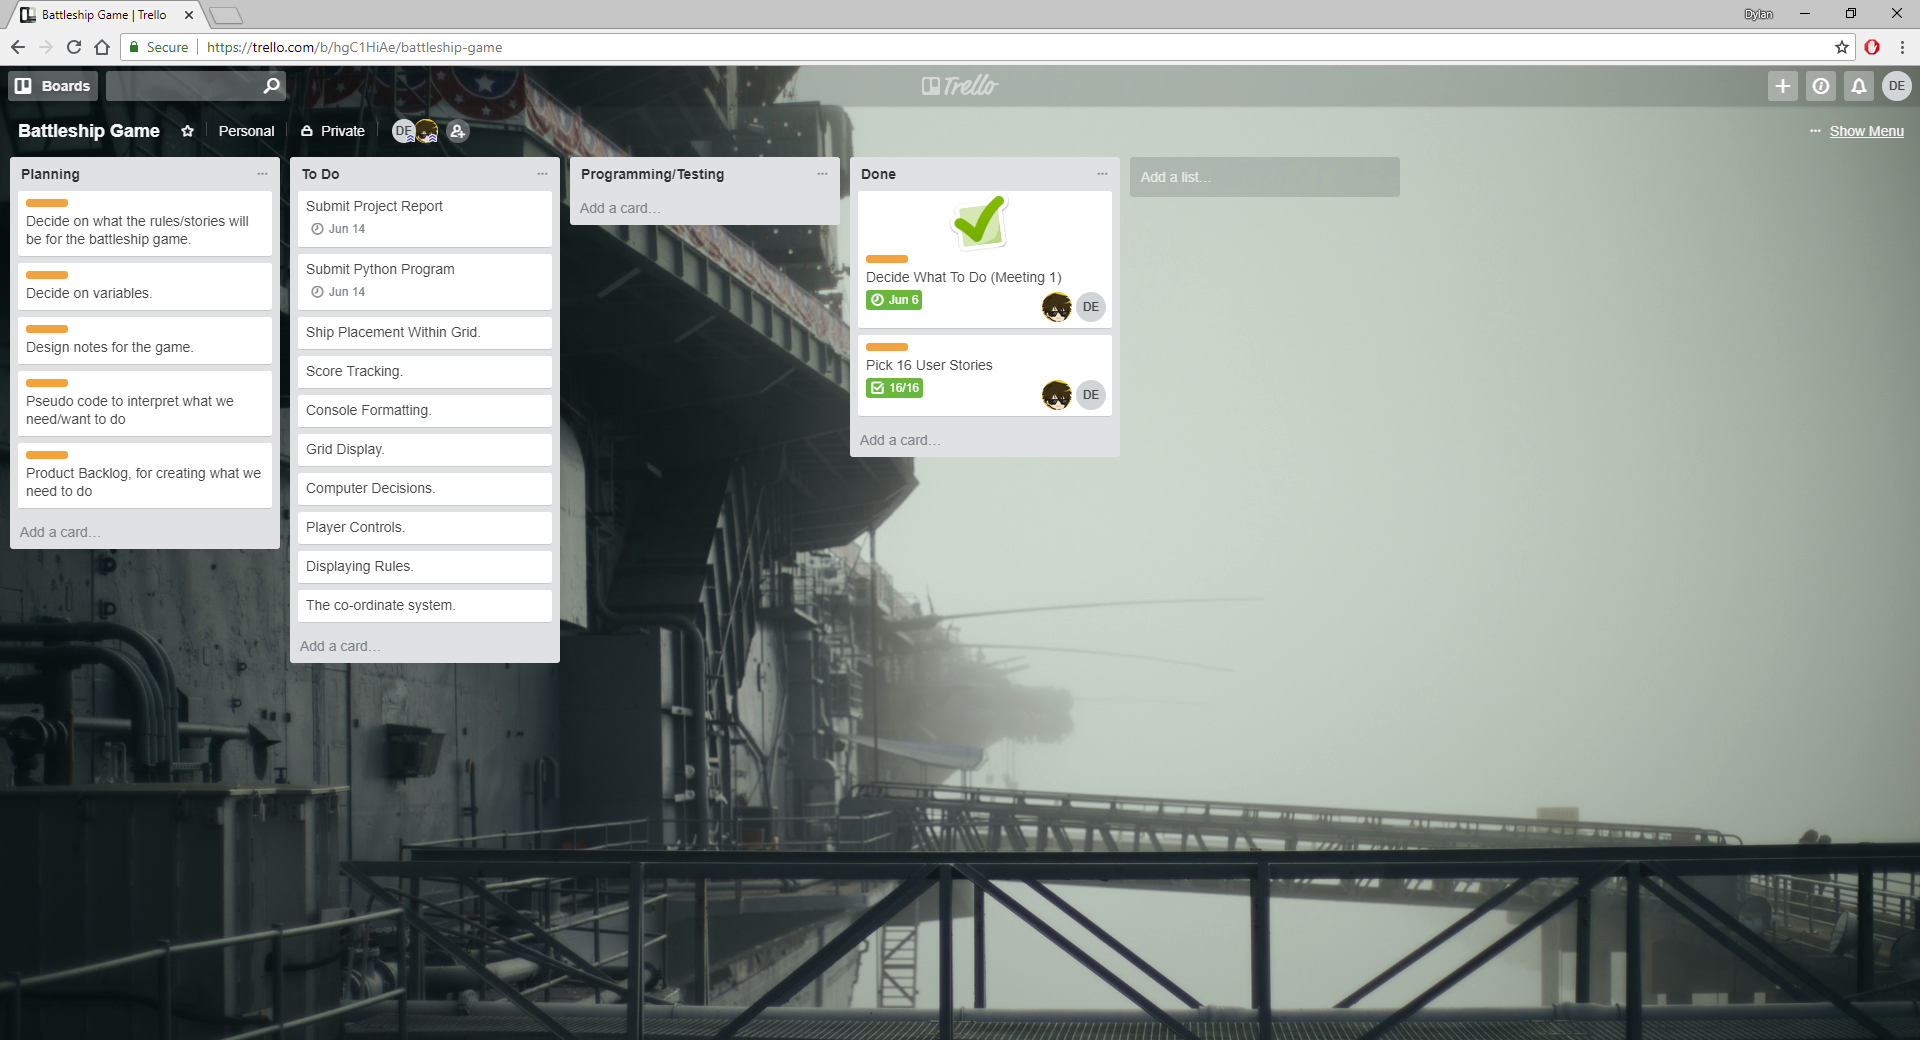 Battleship Game | Trello
Dylan
Secure
https://trello.com/b/hgC1HiAe/battleship-game
Boards
Trello
DE
Battleship Game
Personal
Private
DE
... Show Menu
Planning
Decide on what the rules/stories will
be for the battleship game.
Decide on variables.
Design notes for the game.
Pseudo code to interpret what we
need/want to do
Product Backlog, for creating what we
need to do
Add a card...
To Do
Submit Project Report
Jun 14
Submit Python Program
Jun 14
Ship Placement Within Grid.
Score Tracking.
Console Formatting.
Grid Display.
Computer Decisions.
Player Controls.
Displaying Rules.
The co-ordinate system.
Add a card...
Programming/Testing
Add a card...
Done
Decide What To Do (Meeting 1)
Jun 6
DE
Pick 16 User Stories
16/16
DE
Add a card...
Add a list...